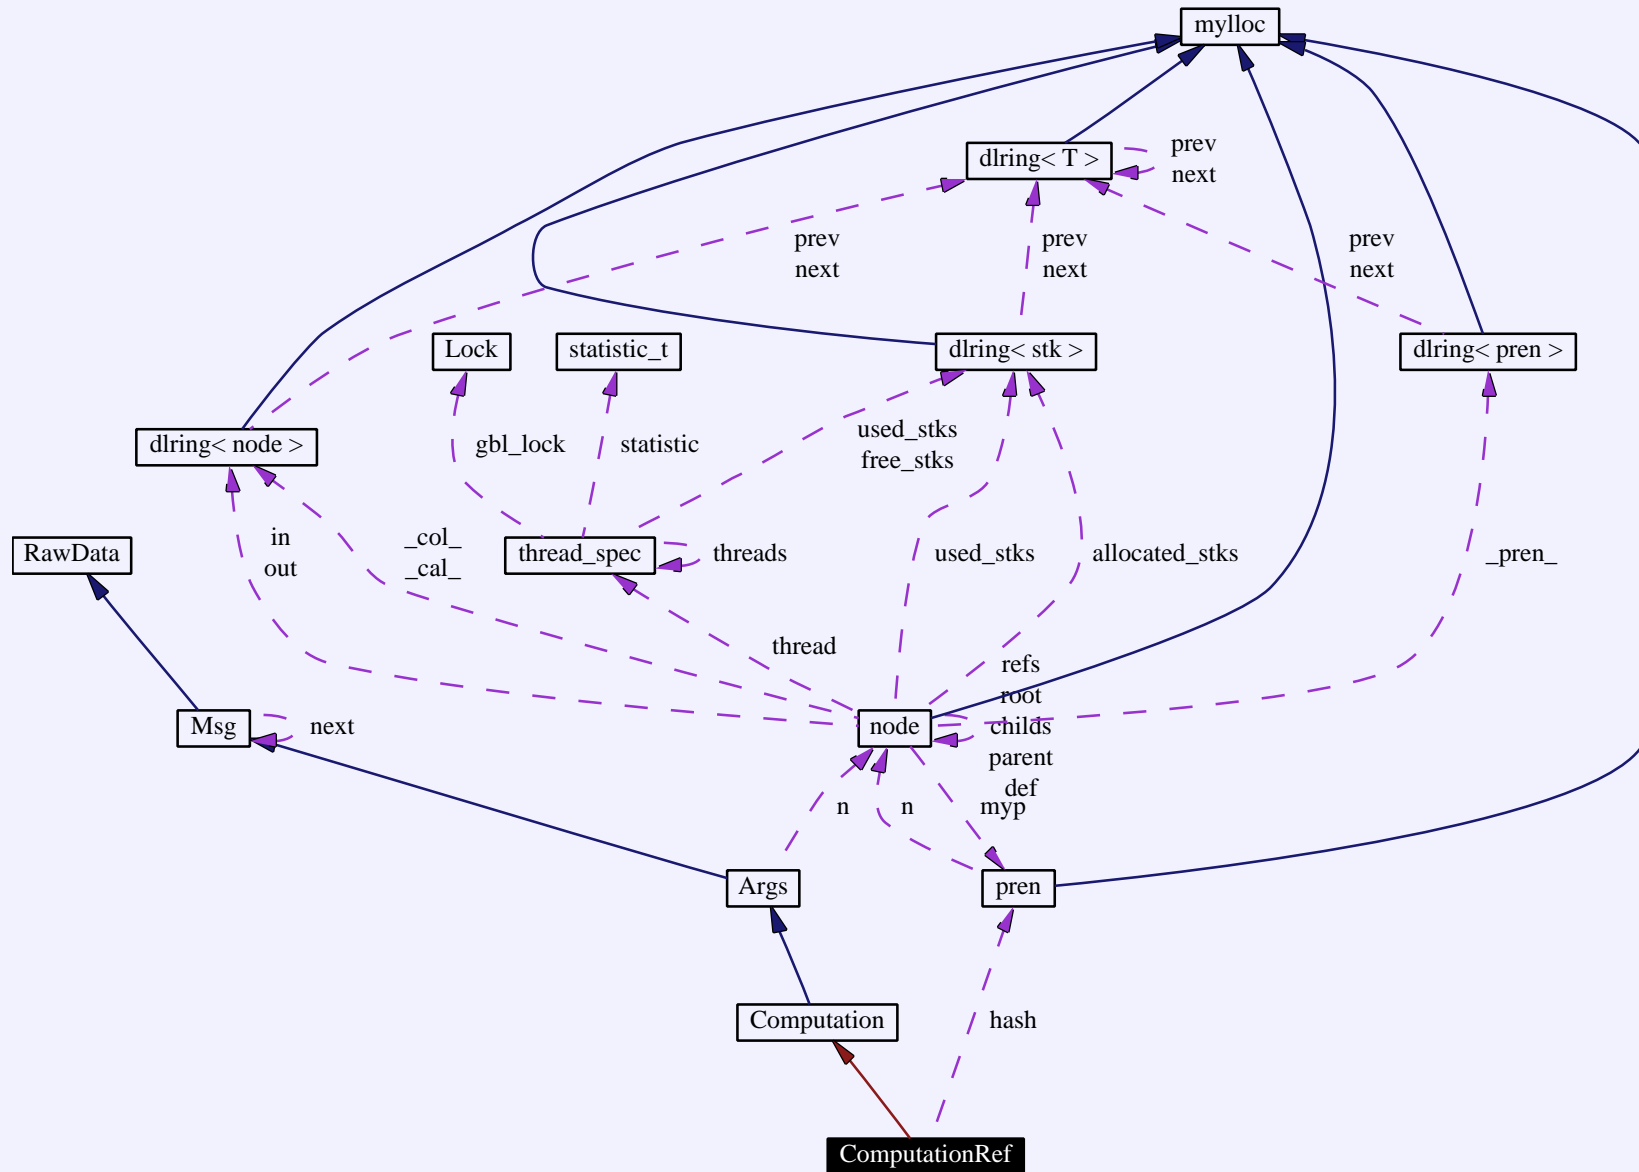 mylloc
dlring< T >
prev
next
prev
next
prev
next
prev
next
Lock
statistic_t
dlring< stk >
dlring< pren >
dlring< node >
gbl_lock
statistic
used_stks
free_stks
in
out
_col_
_cal_
RawData
thread_spec
threads
used_stks
allocated_stks
_pren_
thread
refs
root
childs
parent
def
Msg
next
node
n
n
myp
Args
pren
Computation
hash
ComputationRef